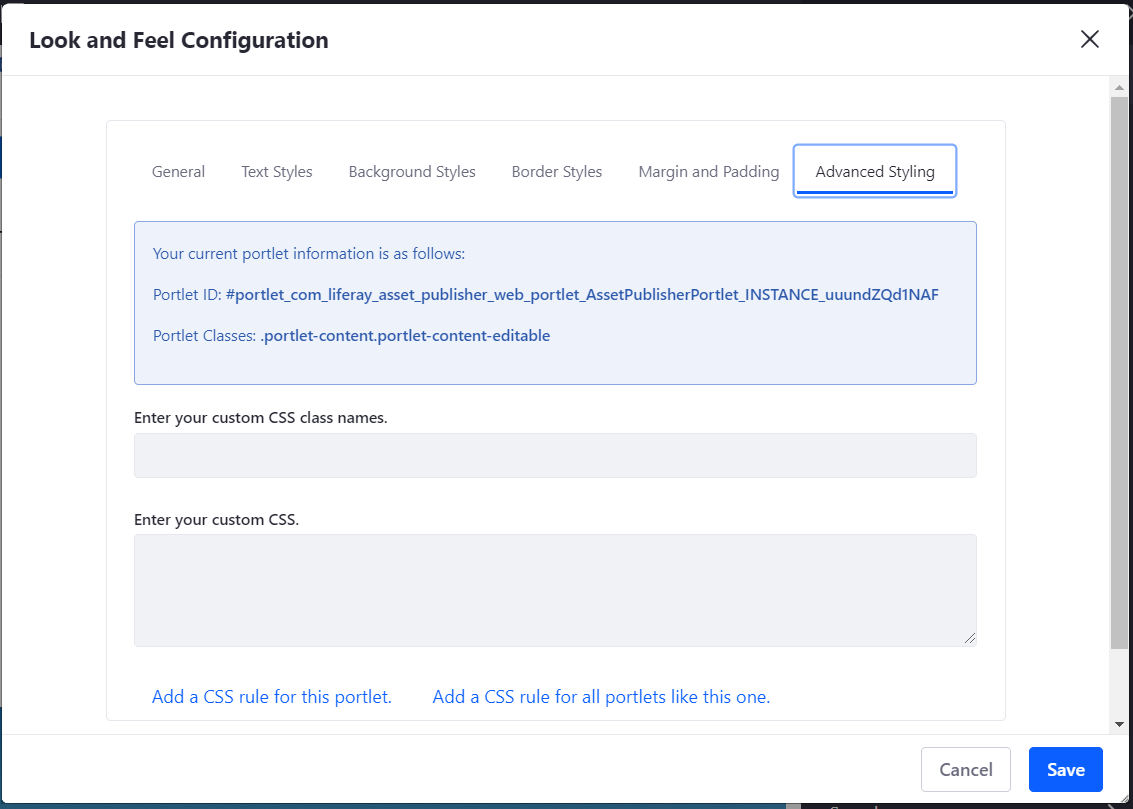 Look and Feel Configuration
General Text Styles Background Styles Border Styles Margin and Padding Advanced Styling
Your current portlet information is as follows:
Portlet ID: #portlet_com_liferay_asset_publisher_web_portlet_AssetPublisherPortlet_INSTANCE_uuundZQd1NAF
Portlet Classes: .portlet-content.portlet-content-editable
Enter your custom CSS class names.
Enter your custom CSS.
Add a CSS rule for this portlet. Add a CSS rule for all portlets like this one.
Cancel Save